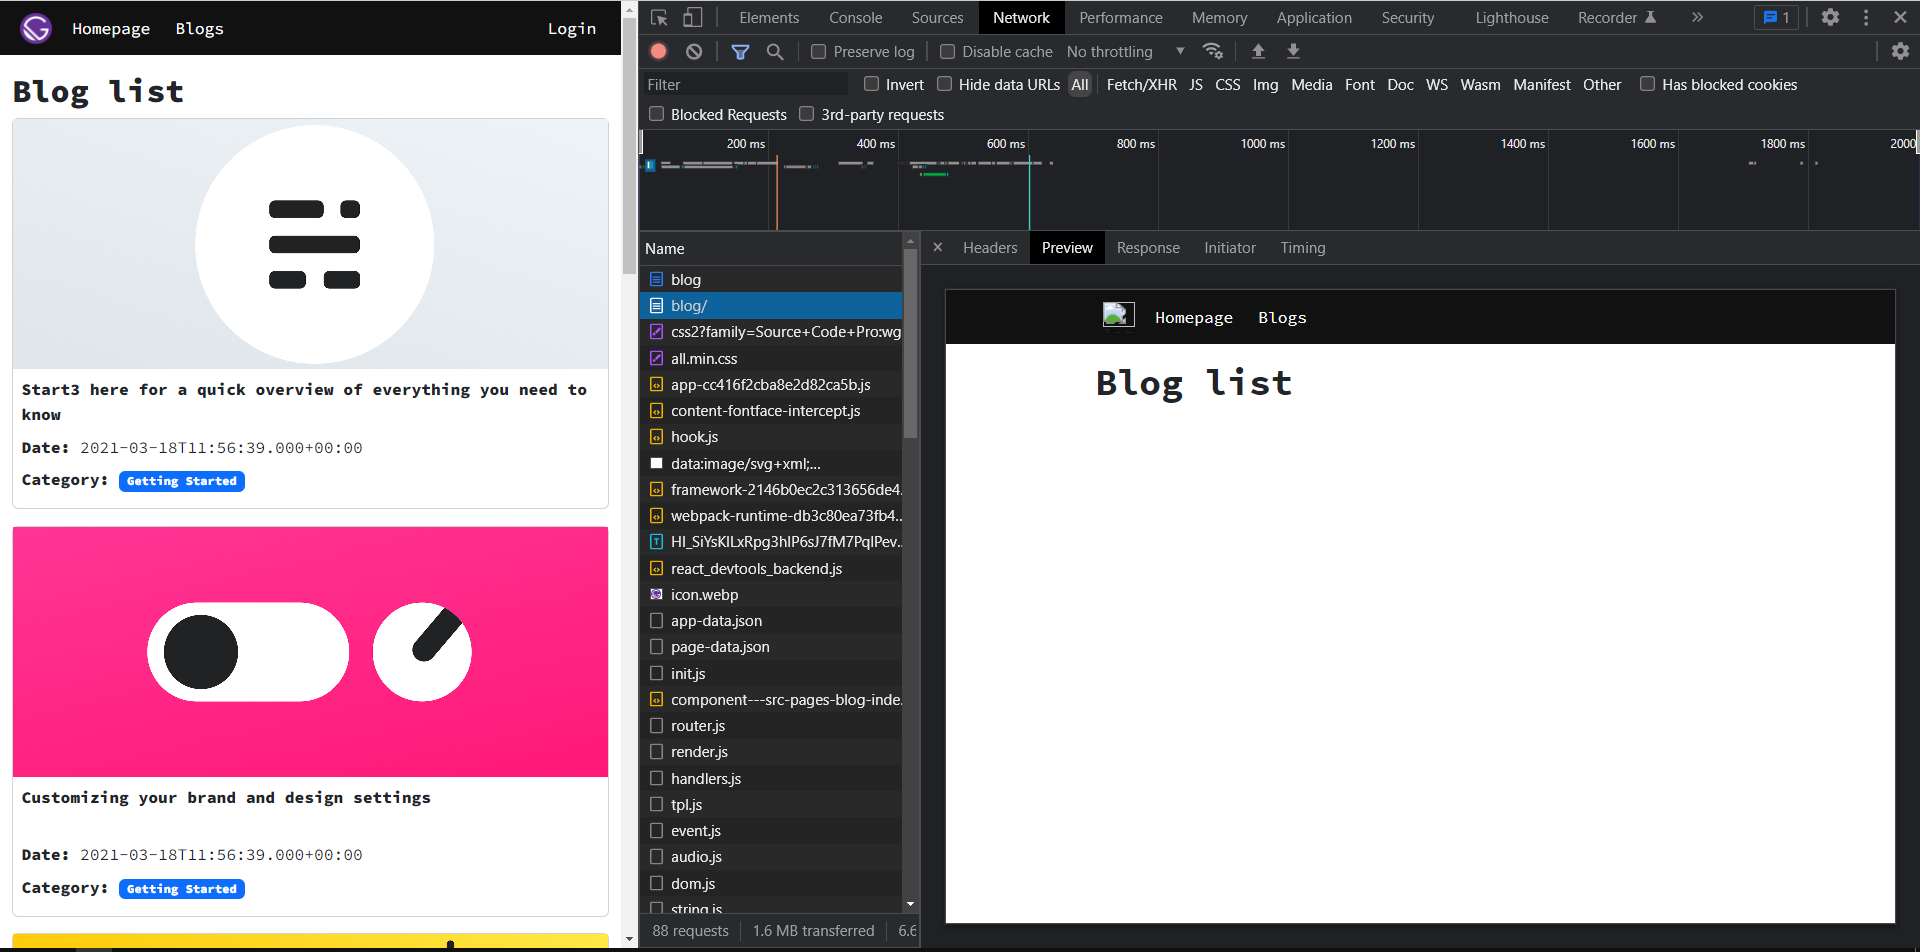 Homepage Blogs Login
Blog list
Start3 here for a quick overview of everything you need to
know
Date: 2021-03-18T11:56:39.000+00:00
Category: Getting Started
Customizing your brand and design settings
Date: 2021-03-18T11:56:39.000+00:00
Category: Getting Started
Elements Console Sources Network Performance Memory Application Security Lighthouse Recorder 1
Preserve log Disable cache No throttling
Filter Invert Hide data URLs All Fetch/XHR JS CSS Img Media Font Doc WS Wasm Manifest Other Has blocked cookies
Blocked Requests 3rd-party requests
200 ms 400 ms 600 ms 800 ms 1000 ms 1200 ms 1400 ms 1600 ms 1800 ms 2000
Name
blog
blog/
css2?family=Source+Code+Pro:wg
all.min.css
app-cc416f2cba8e2d82ca5b.js
content-fontface-intercept.js
hook.js
data:image/svg+xml;...
framework-2146b0ec2c313656de4.
webpack-runtime-db3c80ea73fb4..
react_devtools_backend.js
icon.webp
app-data.json
page-data.json
init.js
component---src-pages-blog-inde.
router.js
render.js
handlers.js
tpl.js
event.js
audio.js
dom.js
string.js
88 requests 1.6 MB transferred 6.6
× Headers Preview Response Initiator Timing
Homepage Blogs
Blog list